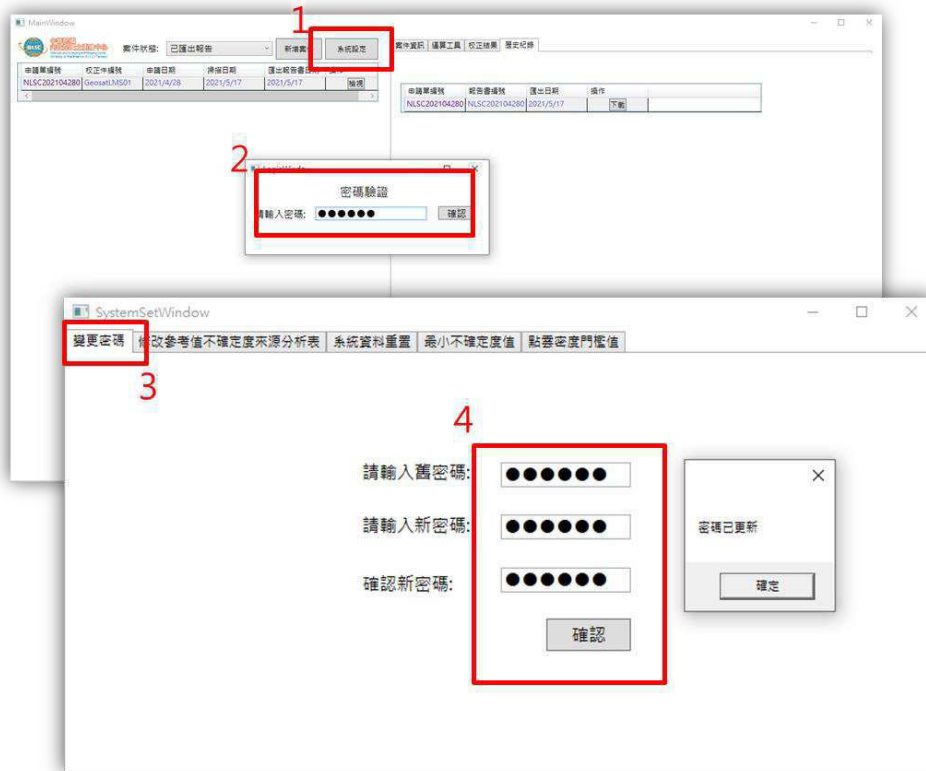 MainWindow
1
NLSC
案件狀態: 已匯出報告
系統設定
案件資訊 運算工具 校正結果 歷史紀錄
申請單編號 校正件編號 申請日期 掃描日期 匯出報告書日期
NLSC202104280 GeosatLMS01 2021/4/28 2021/5/17 2021/5/17 檢視
申請單編號 報告書編號 匯出日期 操作
NLSC202104280 NLSC202104280 2021/5/17 下載
2
密碼驗證
請輸入密碼: ●●●●●● 確認
SystemSetWindow
變更密碼 修改參考值不確定度來源分析表 系統資料重置 最小不確定度值 點雲密度門檻值
3
4
請輸入舊密碼: ●●●●●●
請輸入新密碼: ●●●●●●
確認新密碼: ●●●●●●
確認
密碼已更新
確定